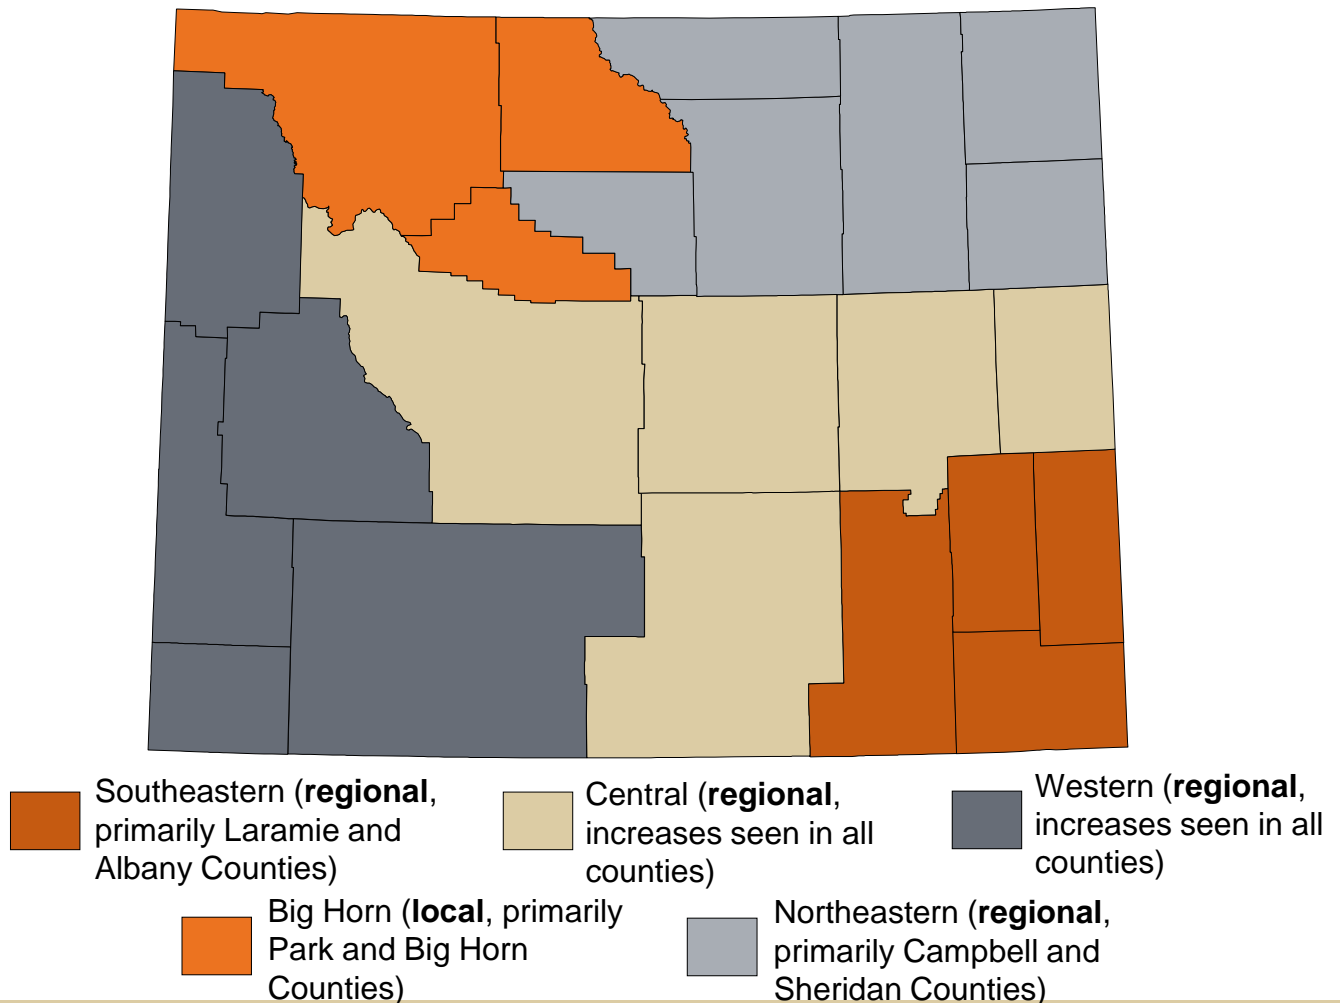 Southeastern (regional,
primarily Laramie and
Albany Counties)
Central (regional,
increases seen in all
counties)
Western (regional,
increases seen in all
counties)
Big Horn (local, primarily
Park and Big Horn
Counties)
Northeastern (regional,
primarily Campbell and
Sheridan Counties)